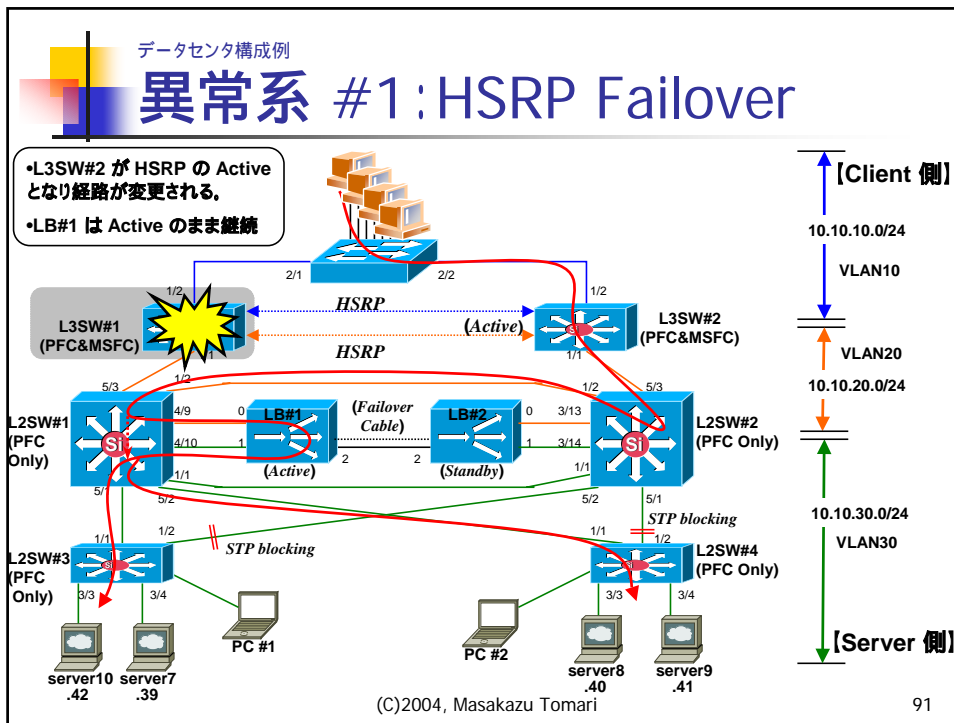 データセンタ構成例
異常系 #1:HSRP Failover
•L3SW#2 が HSRP の Active
となり経路が変更される。
•LB#1 は Active のまま継続
【Client 側】
10.10.10.0/24
VLAN10
2/1
2/2
1/2
1/2
HSRP
L3SW#1
(PFC&MSFC)
(Active)
L3SW#2
(PFC&MSFC)
HSRP
1/1
VLAN20
10.10.20.0/24
5/3
1/2
1/2
5/3
L2SW#1
(PFC
Only)
4/9
0
LB#1
(Failover
Cable)
LB#2
0
3/13
L2SW#2
(PFC Only)
Si
4/10
1
1
3/14
Si
(Active)
2
2
(Standby)
1/1
1/1
5/1
5/2
5/2
5/1
10.10.30.0/24
VLAN30
1/1
1/2
STP blocking
1/1
STP blocking
1/2
L2SW#3
(PFC
Only)
L2SW#4
(PFC Only)
3/3
3/4
3/3
3/4
PC #1
PC #2
server10
.42
server7
.39
server8
.40
server9
.41
【Server 側】
(C)2004, Masakazu Tomari
91